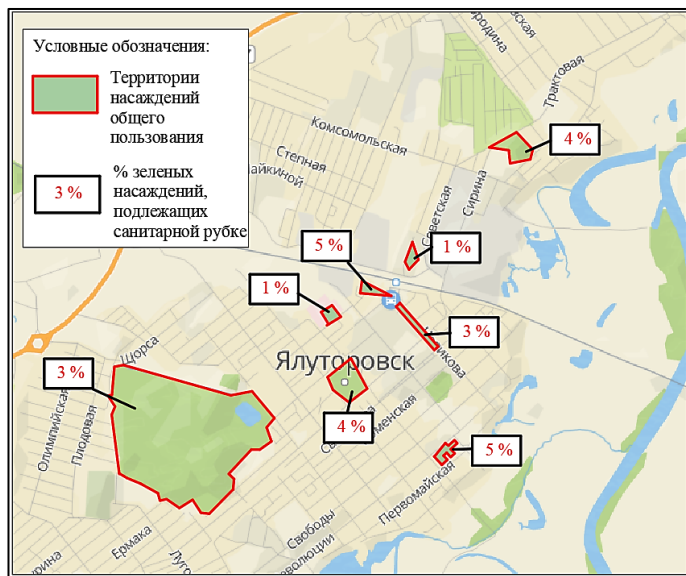 Условные обозначения:
Территории
насаждений
общего
пользования
3 %
% зеленых
насаждений,
подлежащих
санитарной рубке
Трактовая
Комсомольская
4 %
Степная
Советская
Сирина
1 %
5 %
1 %
3 %
Ялуторовск
Щорса
3 %
Олимпийская
Плодовая
4 %
5 %
Первомайская
Свободы
Ермака